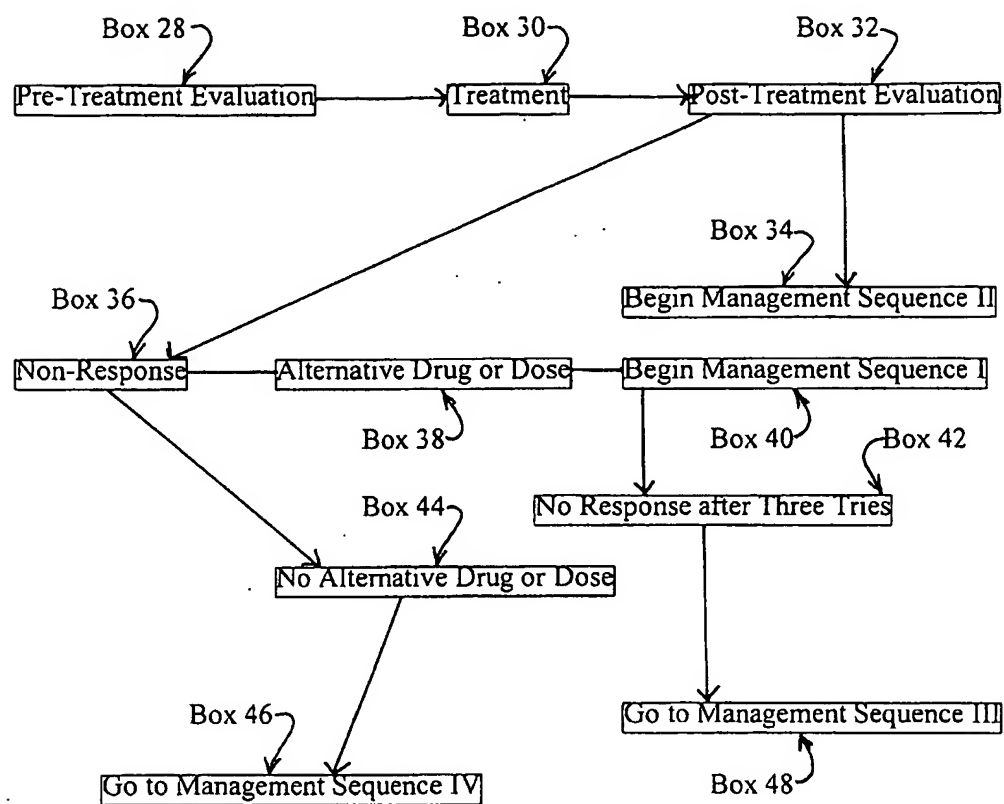 Box 28
Box 30
Box 32
Pre-Treatment Evaluation
Treatment
Post-Treatment Evaluation
Box 34
Begin Management Sequence II
Box 36
Non-Response
Alternative Drug or Dose
Begin Management Sequence I
Box 38
Box 40
Box 42
No Response after Three Tries
Box 44
No Alternative Drug or Dose
Go to Management Sequence III
Box 46
Box 48
Go to Management Sequence IV